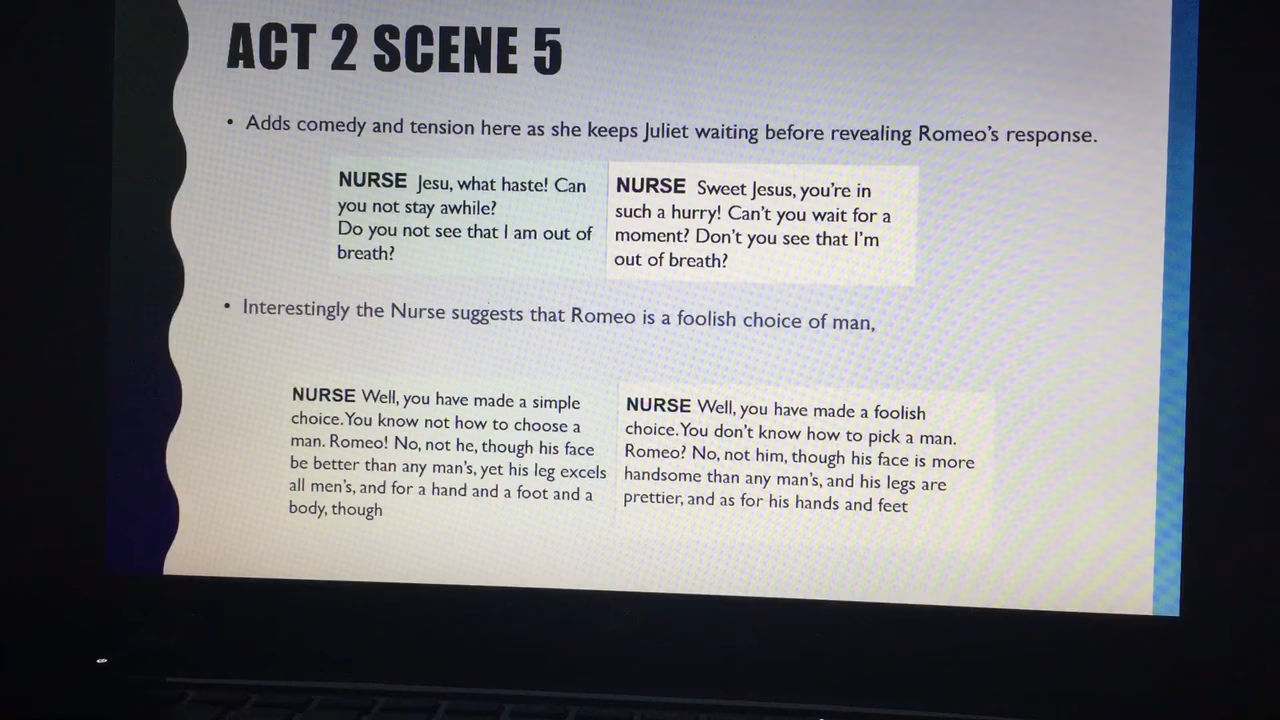 ACT 2 SCENE 5
• Adds comedy and tension here as she keeps Juliet waiting before revealing Romeo's response.
NURSE Jesu, what haste! Can
you not stay awhile?
Do you not see that I am out of
breath?
NURSE Sweet Jesus, you're in
such a hurry! Can't you wait for a
moment? Don't you see that I'm
out of breath?
• Interestingly the Nurse suggests that Romeo is a foolish choice of man,
NURSE Well, you have made a simple
choice. You know not how to choose a
man. Romeo! No, not he, though his face
be better than any man's, yet his leg excels
all men's, and for a hand and a foot and a
body, though
NURSE Well, you have made a foolish
choice. You don't know how to pick a man.
Romeo? No, not him, though his face is more
handsome than any man's, and his legs are
prettier, and as for his hands and feet